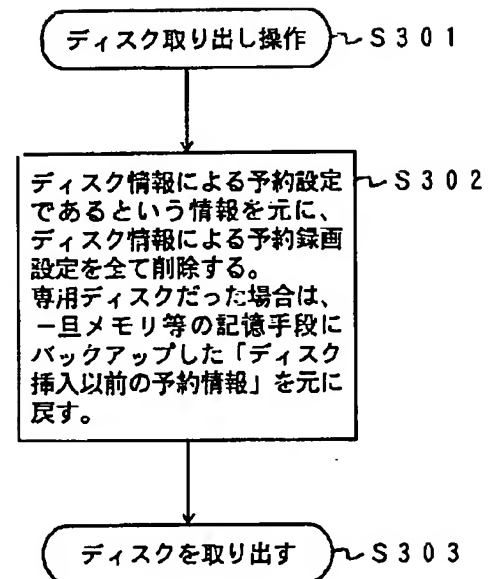 ディスク取り出し操作 S301
ディスク情報による予約設定 S302
であるという情報を元に、
ディスク情報による予約録画
設定を全て削除する。
専用ディスクだった場合は、
一旦メモリ等の記憶手段に
バックアップした「ディスク
挿入以前の予約情報」を元に
戻す。
ディスクを取り出す S303